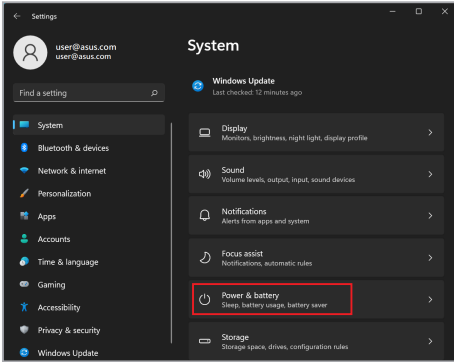 Settings
user@asus.com
user@asus.com
Find a setting
System
Bluetooth & devices
Network & internet
Personalization
Apps
Accounts
Time & language
Gaming
Accessibility
Privacy & security
Windows Update
System
Windows Update
Last checked: 12 minutes ago
Display
Monitors, brightness, night light, display profile
Sound
Volume levels, output, input, sound devices
Notifications
Alerts from apps and system
Focus assist
Notifications, automatic rules
Power & battery
Sleep, battery usage, battery saver
Storage
Storage space, drives, configuration rules